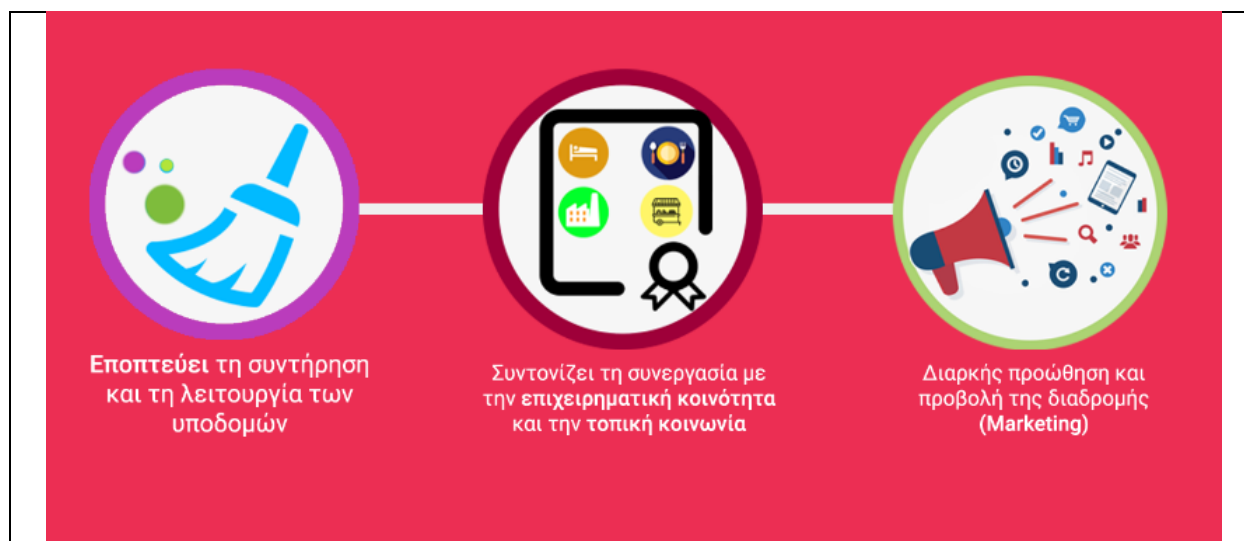 Εποπτεύει τη συντήρηση
και τη λειτουργία των
υποδομών
Συντονίζει τη συνεργασία με
την επιχειρηματική κοινότητα
και την τοπική κοινωνία
Διαρκής προώθηση και
προβολή της διαδρομής
(Marketing)